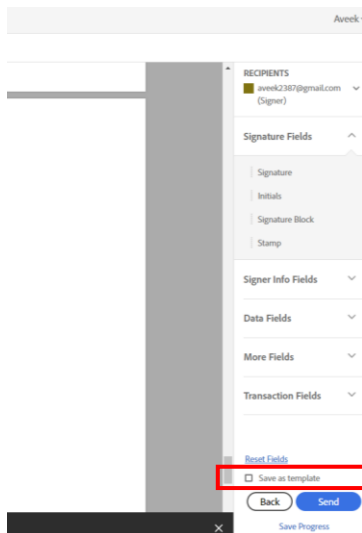 Aveek
RECIPIENTS
aveek2387@gmail.com
(Signer)
Signature Fields
Signature
Initials
Signature Block
Stamp
Signer Info Fields
Data Fields
More Fields
Transaction Fields
Reset Fields
Save as template
Back Send
Save Progress